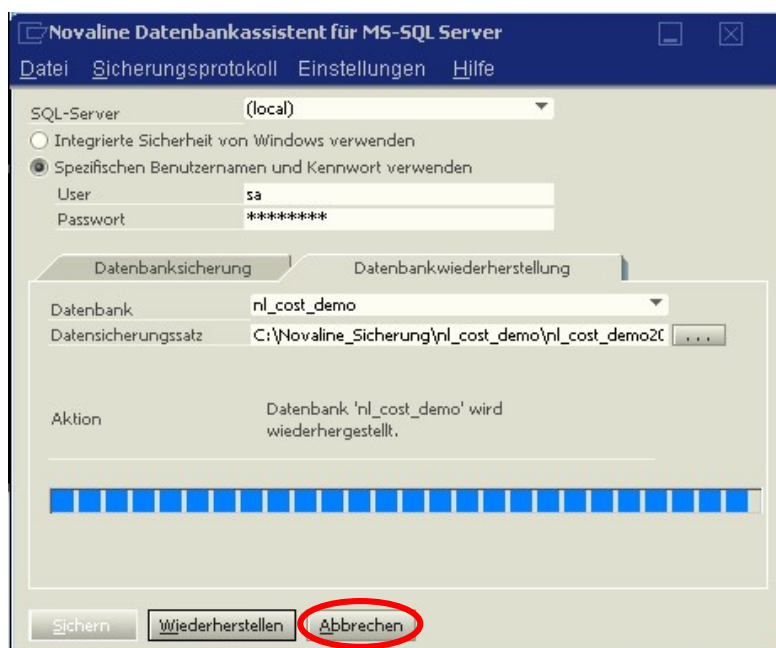 Novaline Datenbankassistent für MS-SQL Server
Datei Sicherungsprotokoll Einstellungen Hilfe
SQL-Server (local)
Integrierte Sicherheit von Windows verwenden
Spezifischen Benutzernamen und Kennwort verwenden
User sa
Passwort ********
Datenbanksicherung Datenbankwiederherstellung
Datenbank nl_cost_demo
Datensicherungssatz C:\Novaline_Sicherung\nl_cost_demo\nl_cost_demo20 ...
Aktion Datenbank 'nl_cost_demo' wird
wiederhergestellt.
Sichern Wiederherstellen Abbrechen